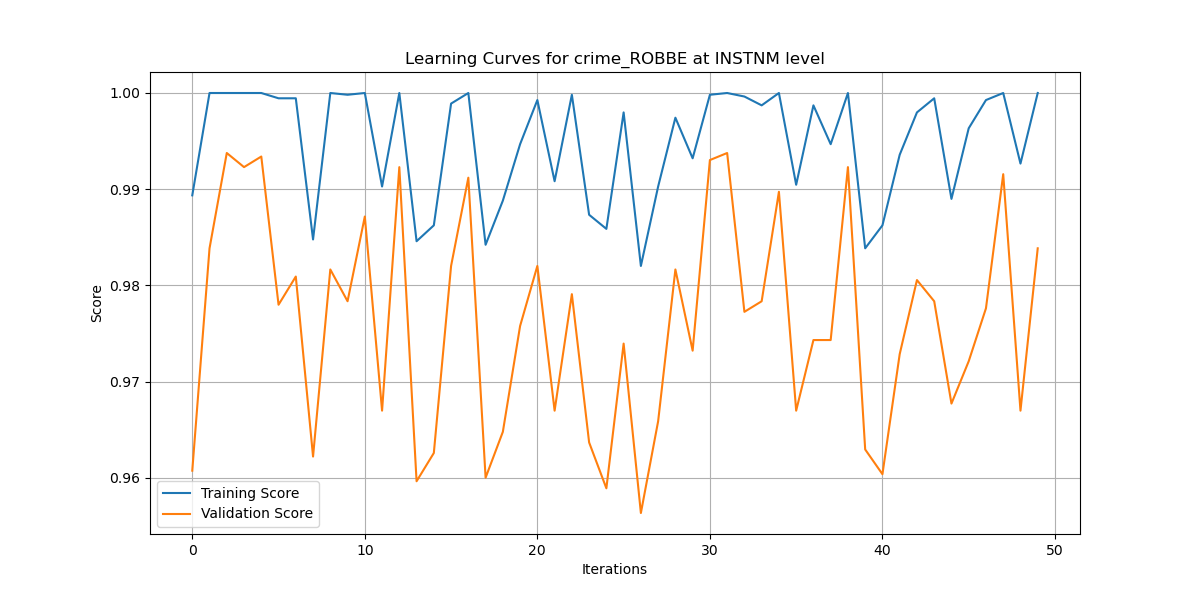 Learning Curves for crime_ROBBE at INSTNM level
1.00
0.99
0.98
0.97
0.96
Score
Training Score
Validation Score
0 10 20 30 40 50
Iterations